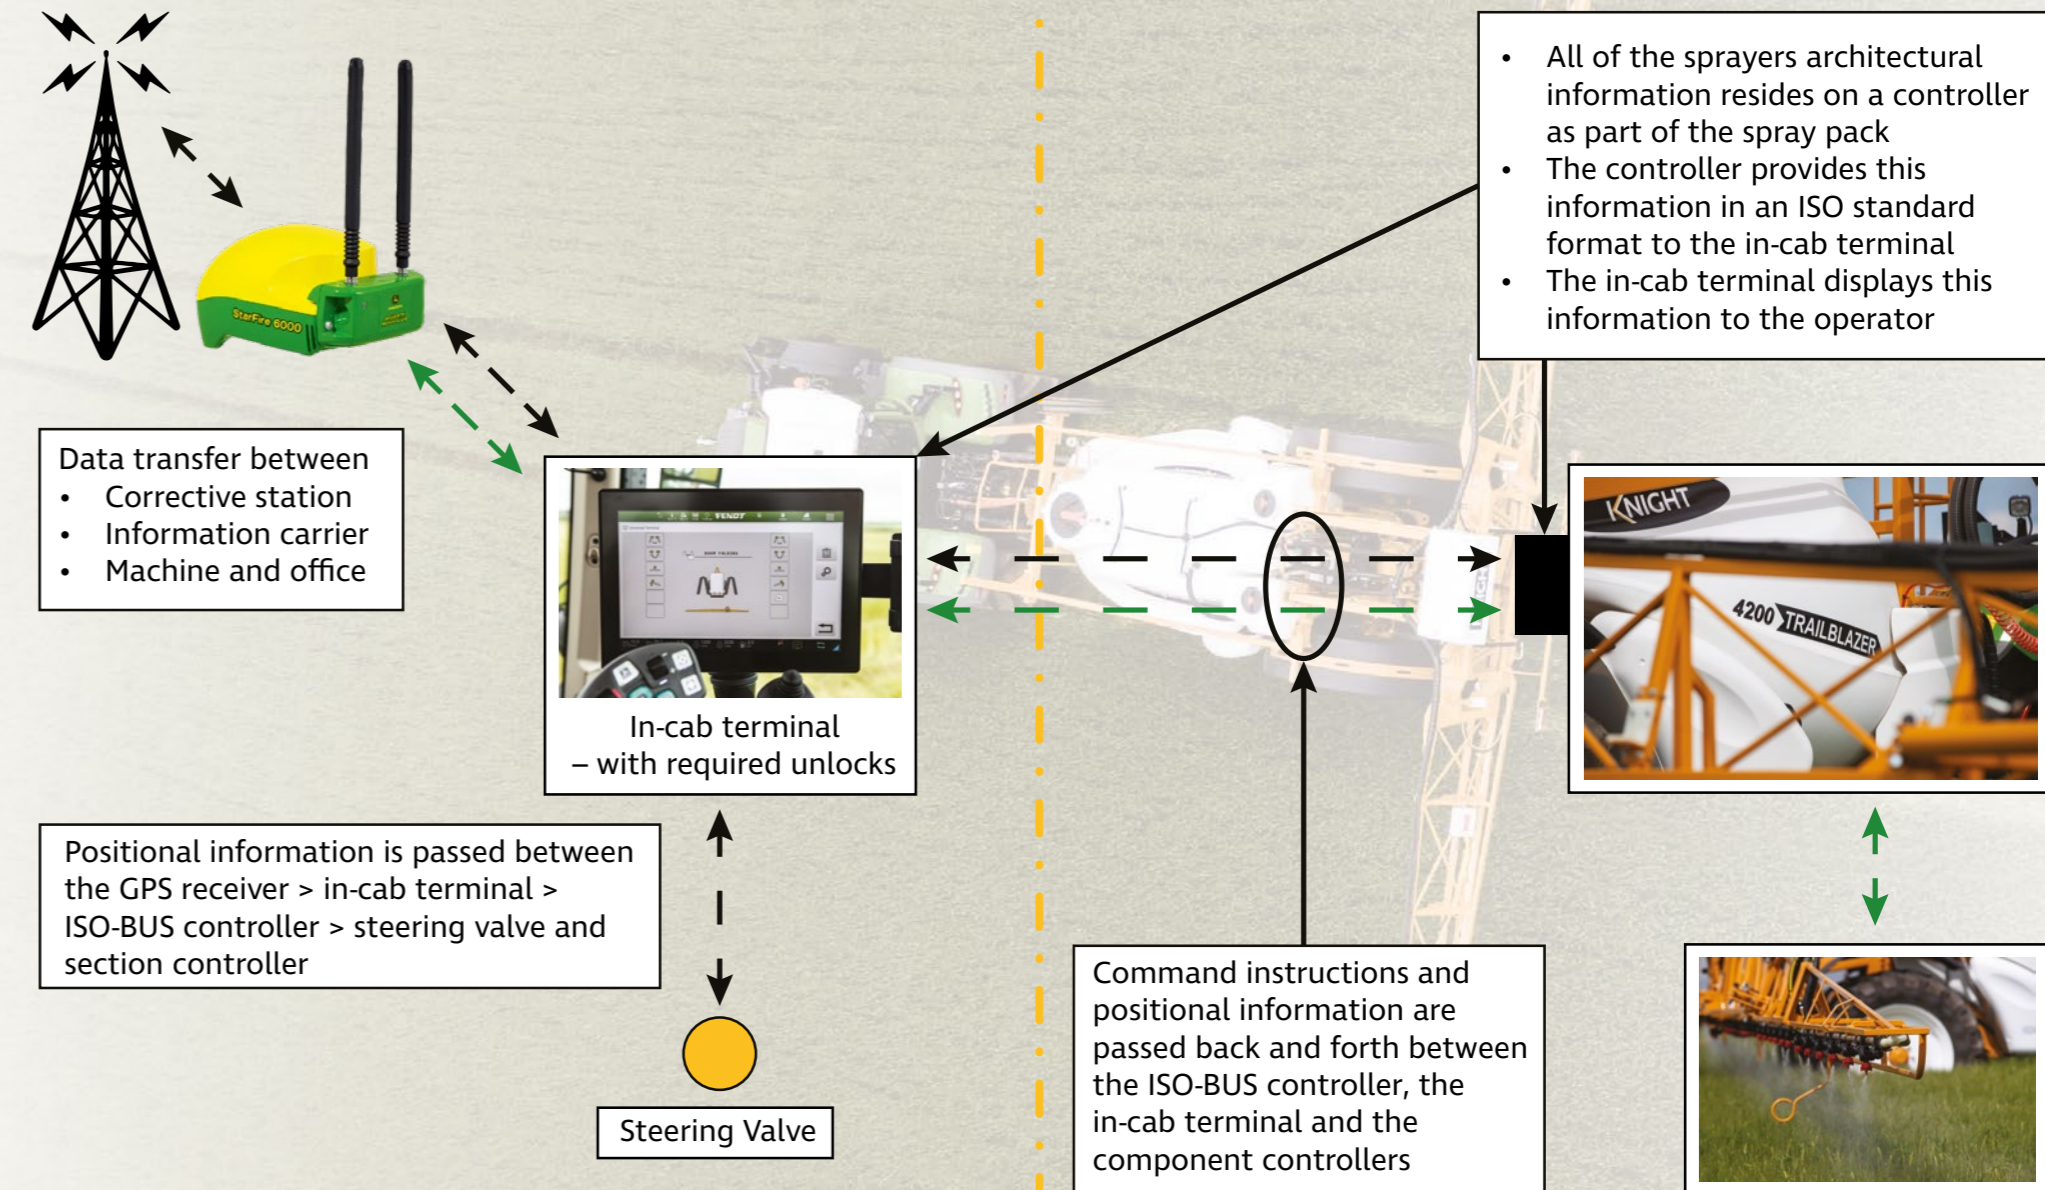 StarFire 6000
Data transfer between
• Corrective station
• Information carrier
• Machine and office
• All of the sprayers architectural
information resides on a controller
as part of the spray pack
• The controller provides this
information in an ISO standard
format to the in-cab terminal
• The in-cab terminal displays this
information to the operator
FENDT
In-cab terminal
– with required unlocks
KNIGHT
4200 TRAILBLAZER
Positional information is passed between
the GPS receiver > in-cab terminal >
ISO-BUS controller > steering valve and
section controller
Steering Valve
Command instructions and
positional information are
passed back and forth between
the ISO-BUS controller, the
in-cab terminal and the
component controllers